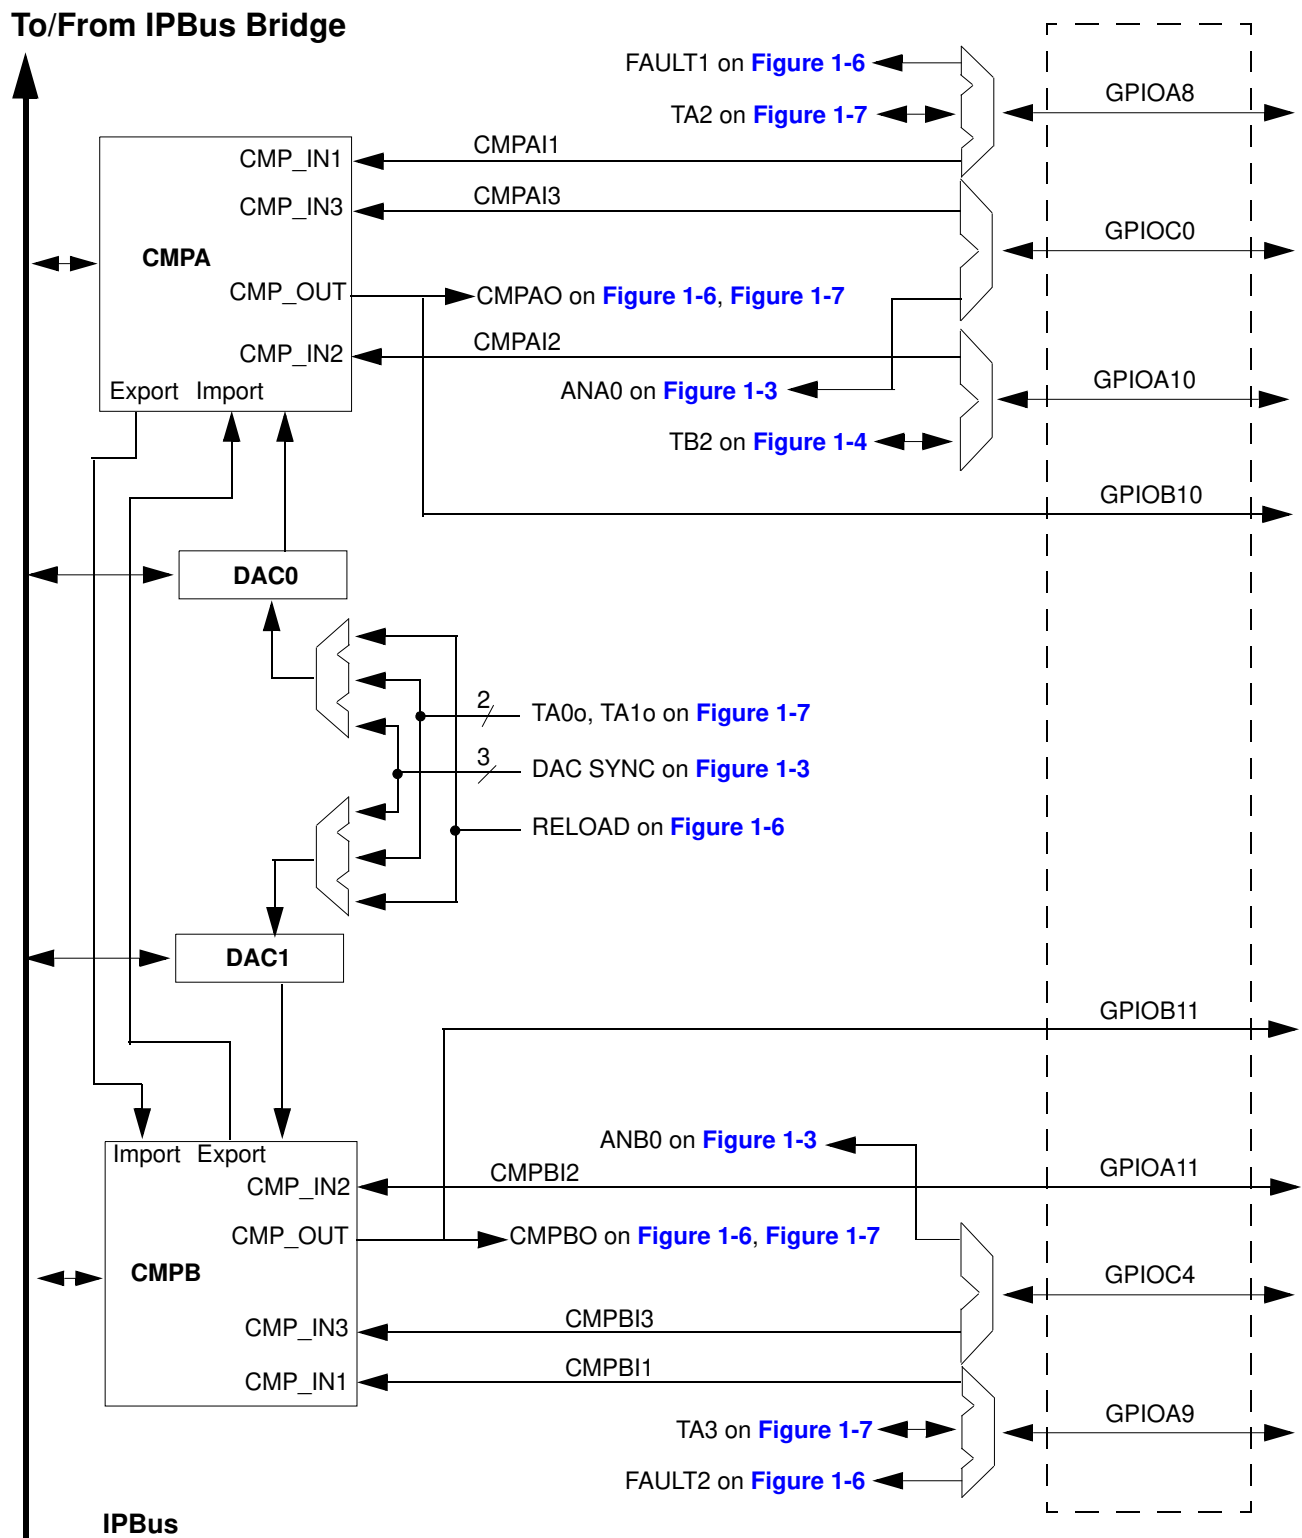 To/From IPBus Bridge
FAULT1 on Figure 1-6
GPIOA8
TA2 on Figure 1-7
CMPAI1
CMP_IN1
CMPAI3
CMP_IN3
GPIOC0
CMPA
CMP_OUT
CMPAO on Figure 1-6, Figure 1-7
CMPAI2
CMP_IN2
Export Import
ANA0 on Figure 1-3
GPIOA10
TB2 on Figure 1-4
GPIOB10
DAC0
2
TA0o, TA1o on Figure 1-7
3
DAC SYNC on Figure 1-3
RELOAD on Figure 1-6
DAC1
GPIOB11
ANB0 on Figure 1-3
Import Export
CMPBI2
GPIOA11
CMP_IN2
CMP_OUT
CMPBO on Figure 1-6, Figure 1-7
CMPB
GPIOC4
CMPBI3
CMP_IN3
CMPBI1
CMP_IN1
GPIOA9
TA3 on Figure 1-7
FAULT2 on Figure 1-6
IPBus